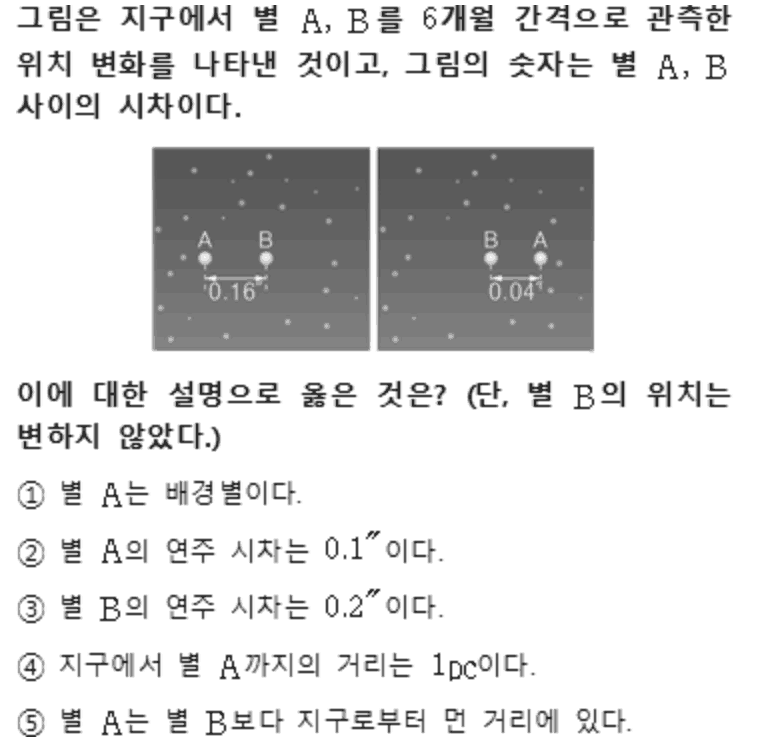 그림은 지구에서 별 A, B를 6개월 간격으로 관측한
위치 변화를 나타낸 것이고, 그림의 숫자는 별 A, B
사이의 시차이다.
A B B A
0.16″ 0.04″
이에 대한 설명으로 옳은 것은? (단, 별 B의 위치는
변하지 않았다.)
① 별 A는 배경별이다.
② 별 A의 연주 시차는 0.1″이다.
③ 별 B의 연주 시차는 0.2″이다.
④ 지구에서 별 A까지의 거리는 1pc이다.
⑤ 별 A는 별 B보다 지구로부터 먼 거리에 있다.